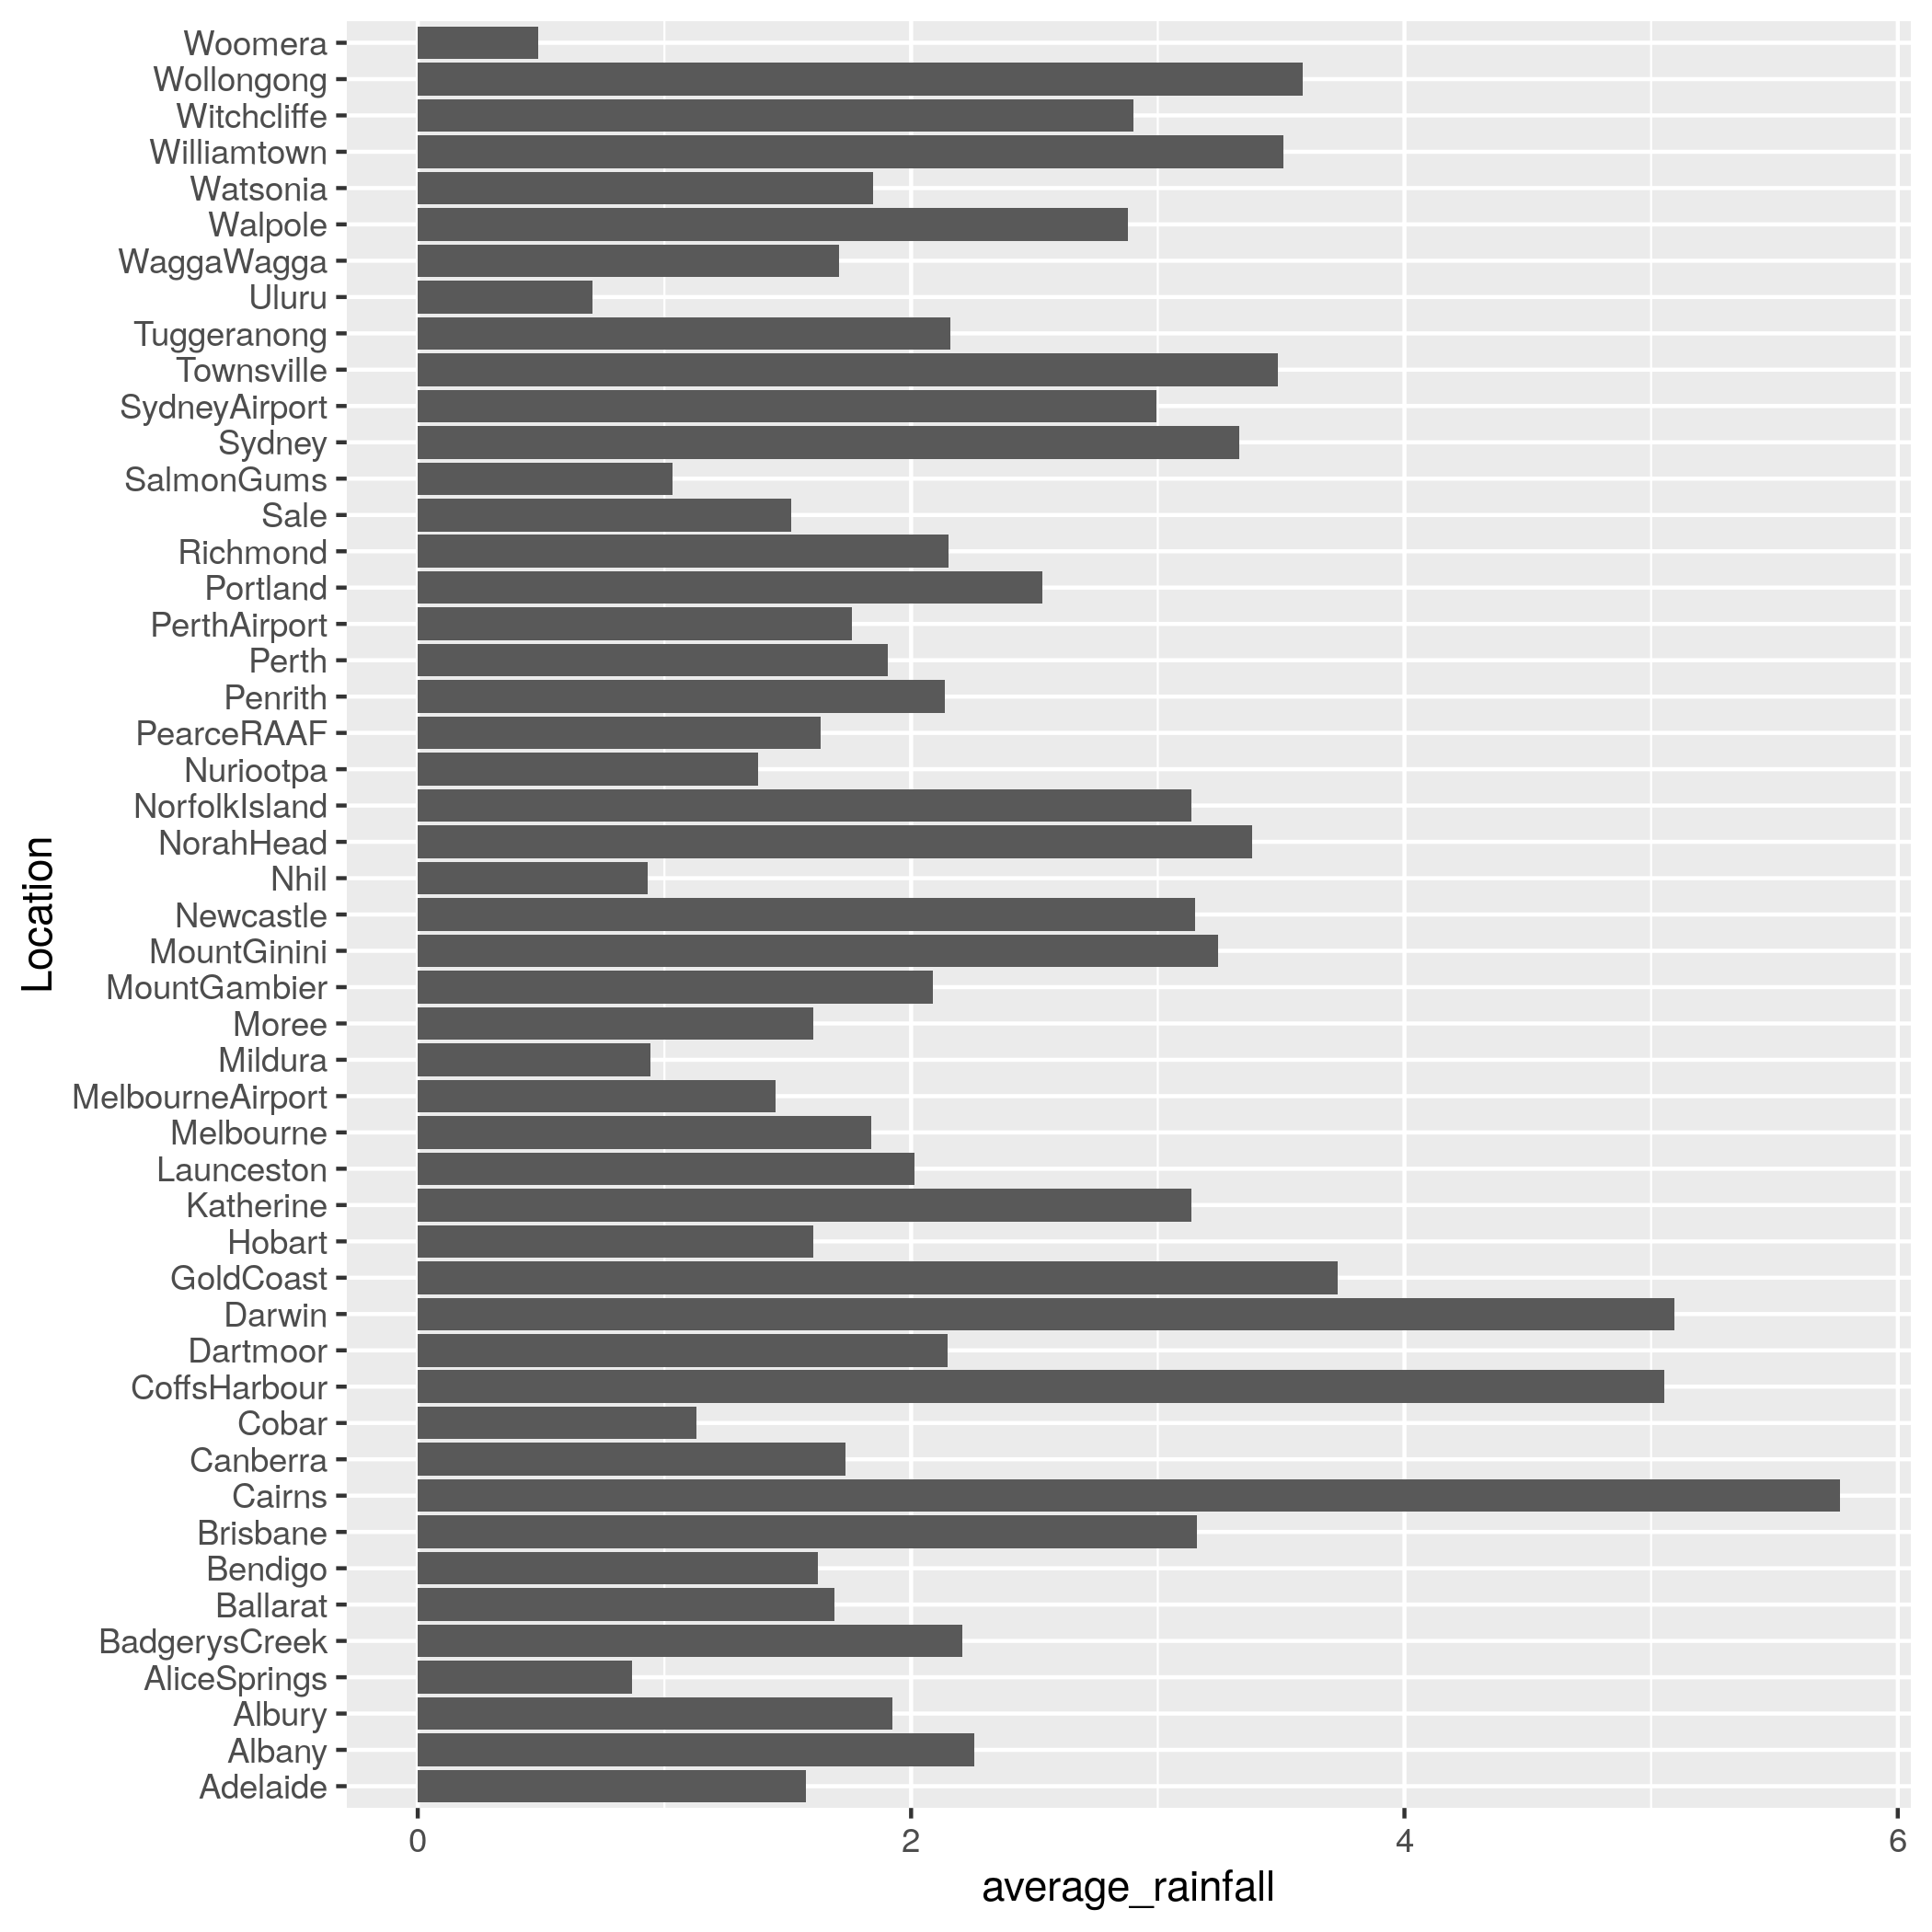 Woomera
Wollongong
Witchcliffe
Williamtown
Watsonia
Walpole
WaggaWagga
Uluru
Tuggeranong
Townsville
SydneyAirport
Sydney
SalmonGums
Sale
Richmond
Portland
PerthAirport
Perth
Penrith
PearceRAAF
Nuriootpa
NorfolkIsland
NorahHead
Nhil
Newcastle
MountGinini
MountGambier
Moree
Mildura
MelbourneAirport
Melbourne
Launceston
Katherine
Hobart
GoldCoast
Darwin
Dartmoor
CoffsHarbour
Cobar
Canberra
Cairns
Brisbane
Bendigo
Ballarat
BadgerysCreek
AliceSprings
Albury
Albany
Adelaide
Location
0 2 4 6
average_rainfall